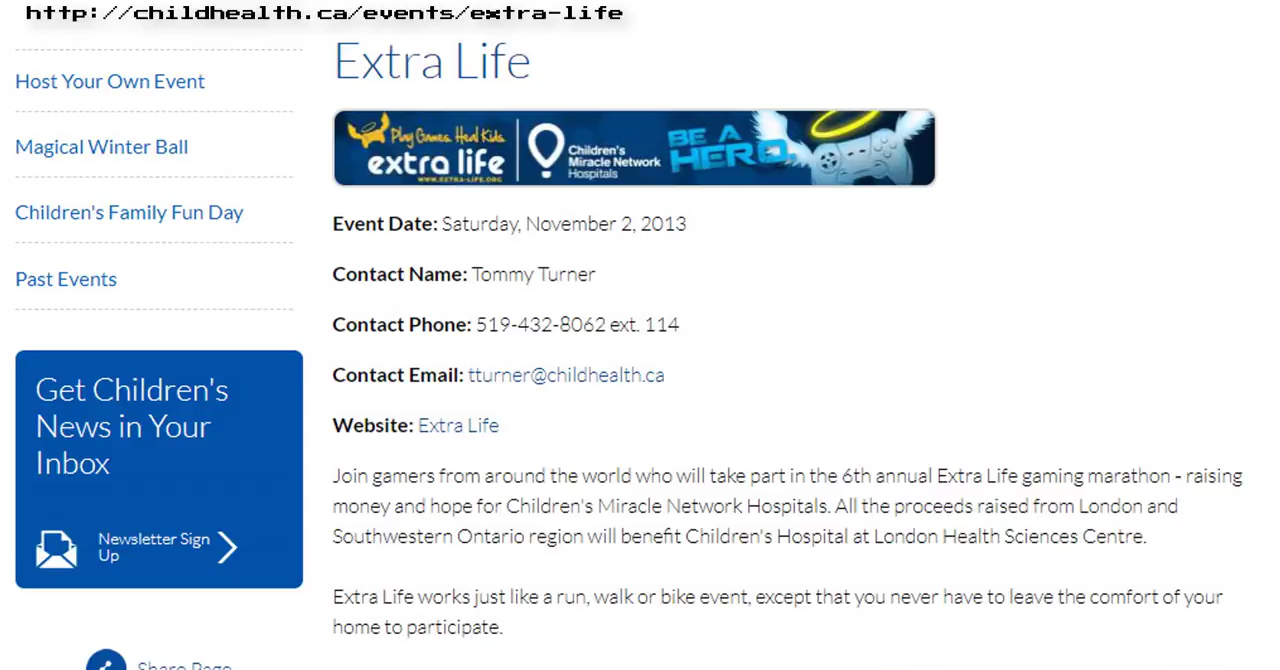 http://childhealth.ca/events/extra-life
Host Your Own Event
Magical Winter Ball
Children's Family Fun Day
Past Events
Get Children's
News in Your
Inbox
Newsletter Sign
Up
Share Page
Extra Life
Play Games. Heal Kids.
extra life
WWW.EXTRA-LIFE.ORG
Children's
Miracle Network
Hospitals
BE A
HERO.
Event Date: Saturday, November 2, 2013
Contact Name: Tommy Turner
Contact Phone: 519-432-8062 ext. 114
Contact Email: tturner@childhealth.ca
Website: Extra Life
Join gamers from around the world who will take part in the 6th annual Extra Life gaming marathon - raising
money and hope for Children's Miracle Network Hospitals. All the proceeds raised from London and
Southwestern Ontario region will benefit Children's Hospital at London Health Sciences Centre.
Extra Life works just like a run, walk or bike event, except that you never have to leave the comfort of your
home to participate.